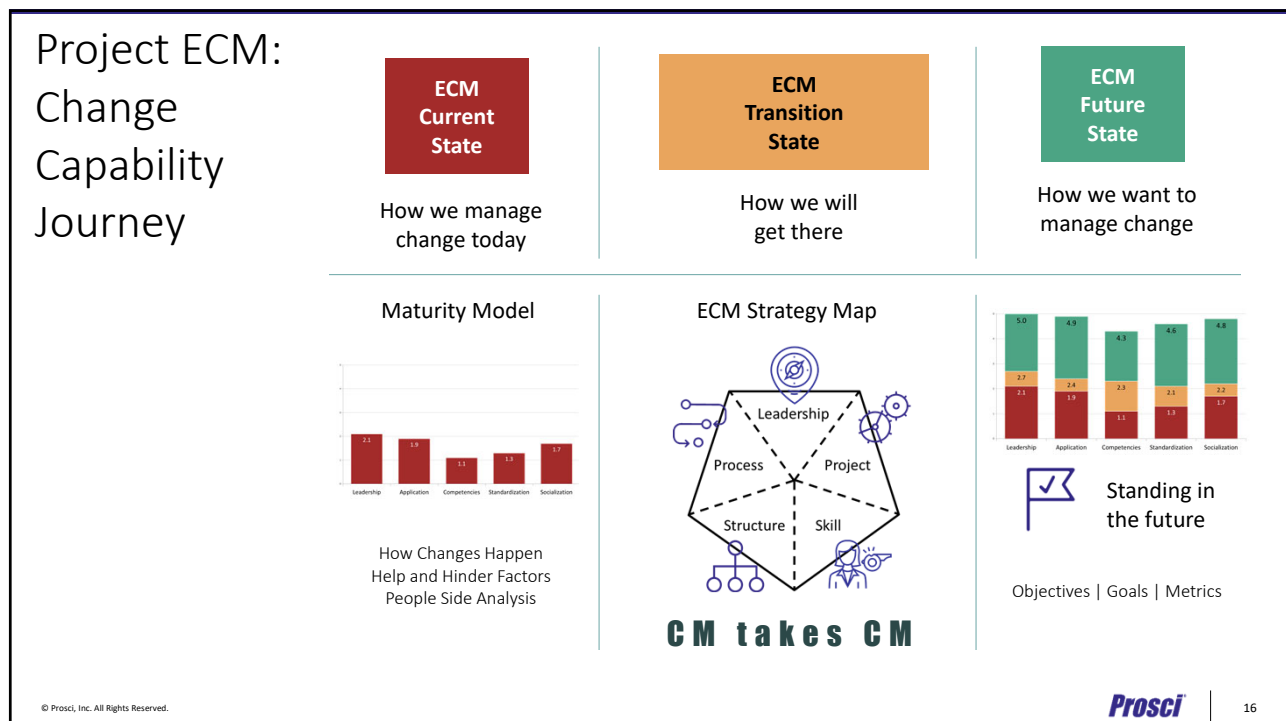 Project ECM:
Change
Capability
Journey
ECM
Current
State
How we manage
change today
ECM
Transition
State
How we will
get there
ECM
Future
State
How we want to
manage change
Maturity Model
2.1
1.9
1.1
1.3
1.7
Leadership Application Competencies Standardization Socialization
How Changes Happen
Help and Hinder Factors
People Side Analysis
ECM Strategy Map
Leadership
Process
Project
Structure
Skill
CM takes CM
5.0
4.9
4.3
4.6
4.8
2.7
2.4
2.3
2.1
2.2
2.1
1.9
1.1
1.3
1.7
Leadership Application Competencies Standardization Socialization
Standing in
the future
Objectives | Goals | Metrics
© Prosci, Inc. All Rights Reserved.
Prosci
16